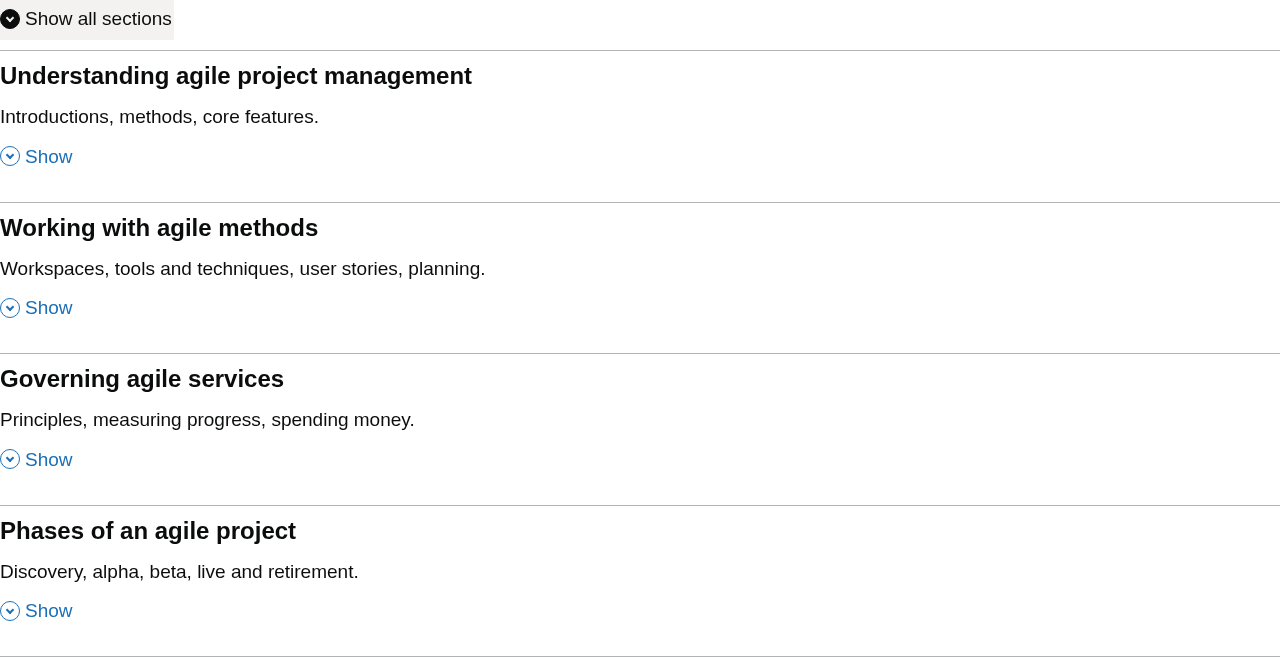 Show all sections
Understanding agile project management
Introductions, methods, core features.
Show
Working with agile methods
Workspaces, tools and techniques, user stories, planning.
Show
Governing agile services
Principles, measuring progress, spending money.
Show
Phases of an agile project
Discovery, alpha, beta, live and retirement.
Show